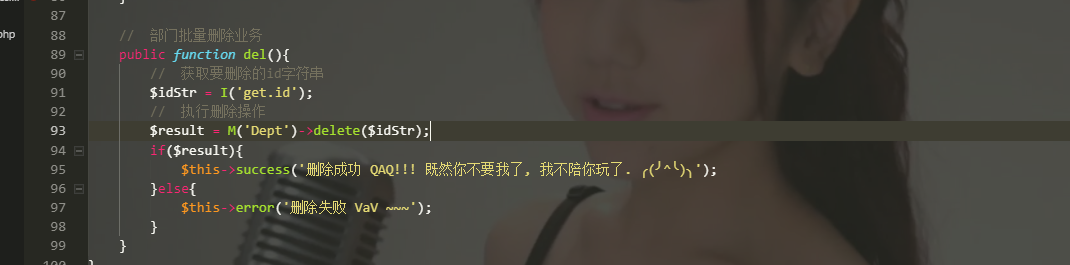 87
88 // 部门批量删除业务
php
89 public function del(){
90 // 获取要删除的id字符串
91 $idStr = I('get.id');
92 // 执行删除操作
93 $result = M('Dept')->delete($idStr);
94 if($result){
95 $this->success('删除成功 QAQ!!! 既然你不要我了, 我不陪你玩了. ╭(╯^╰)╮');
96 }else{
97 $this->error('删除失败 VaV ~~~');
98 }
99 }